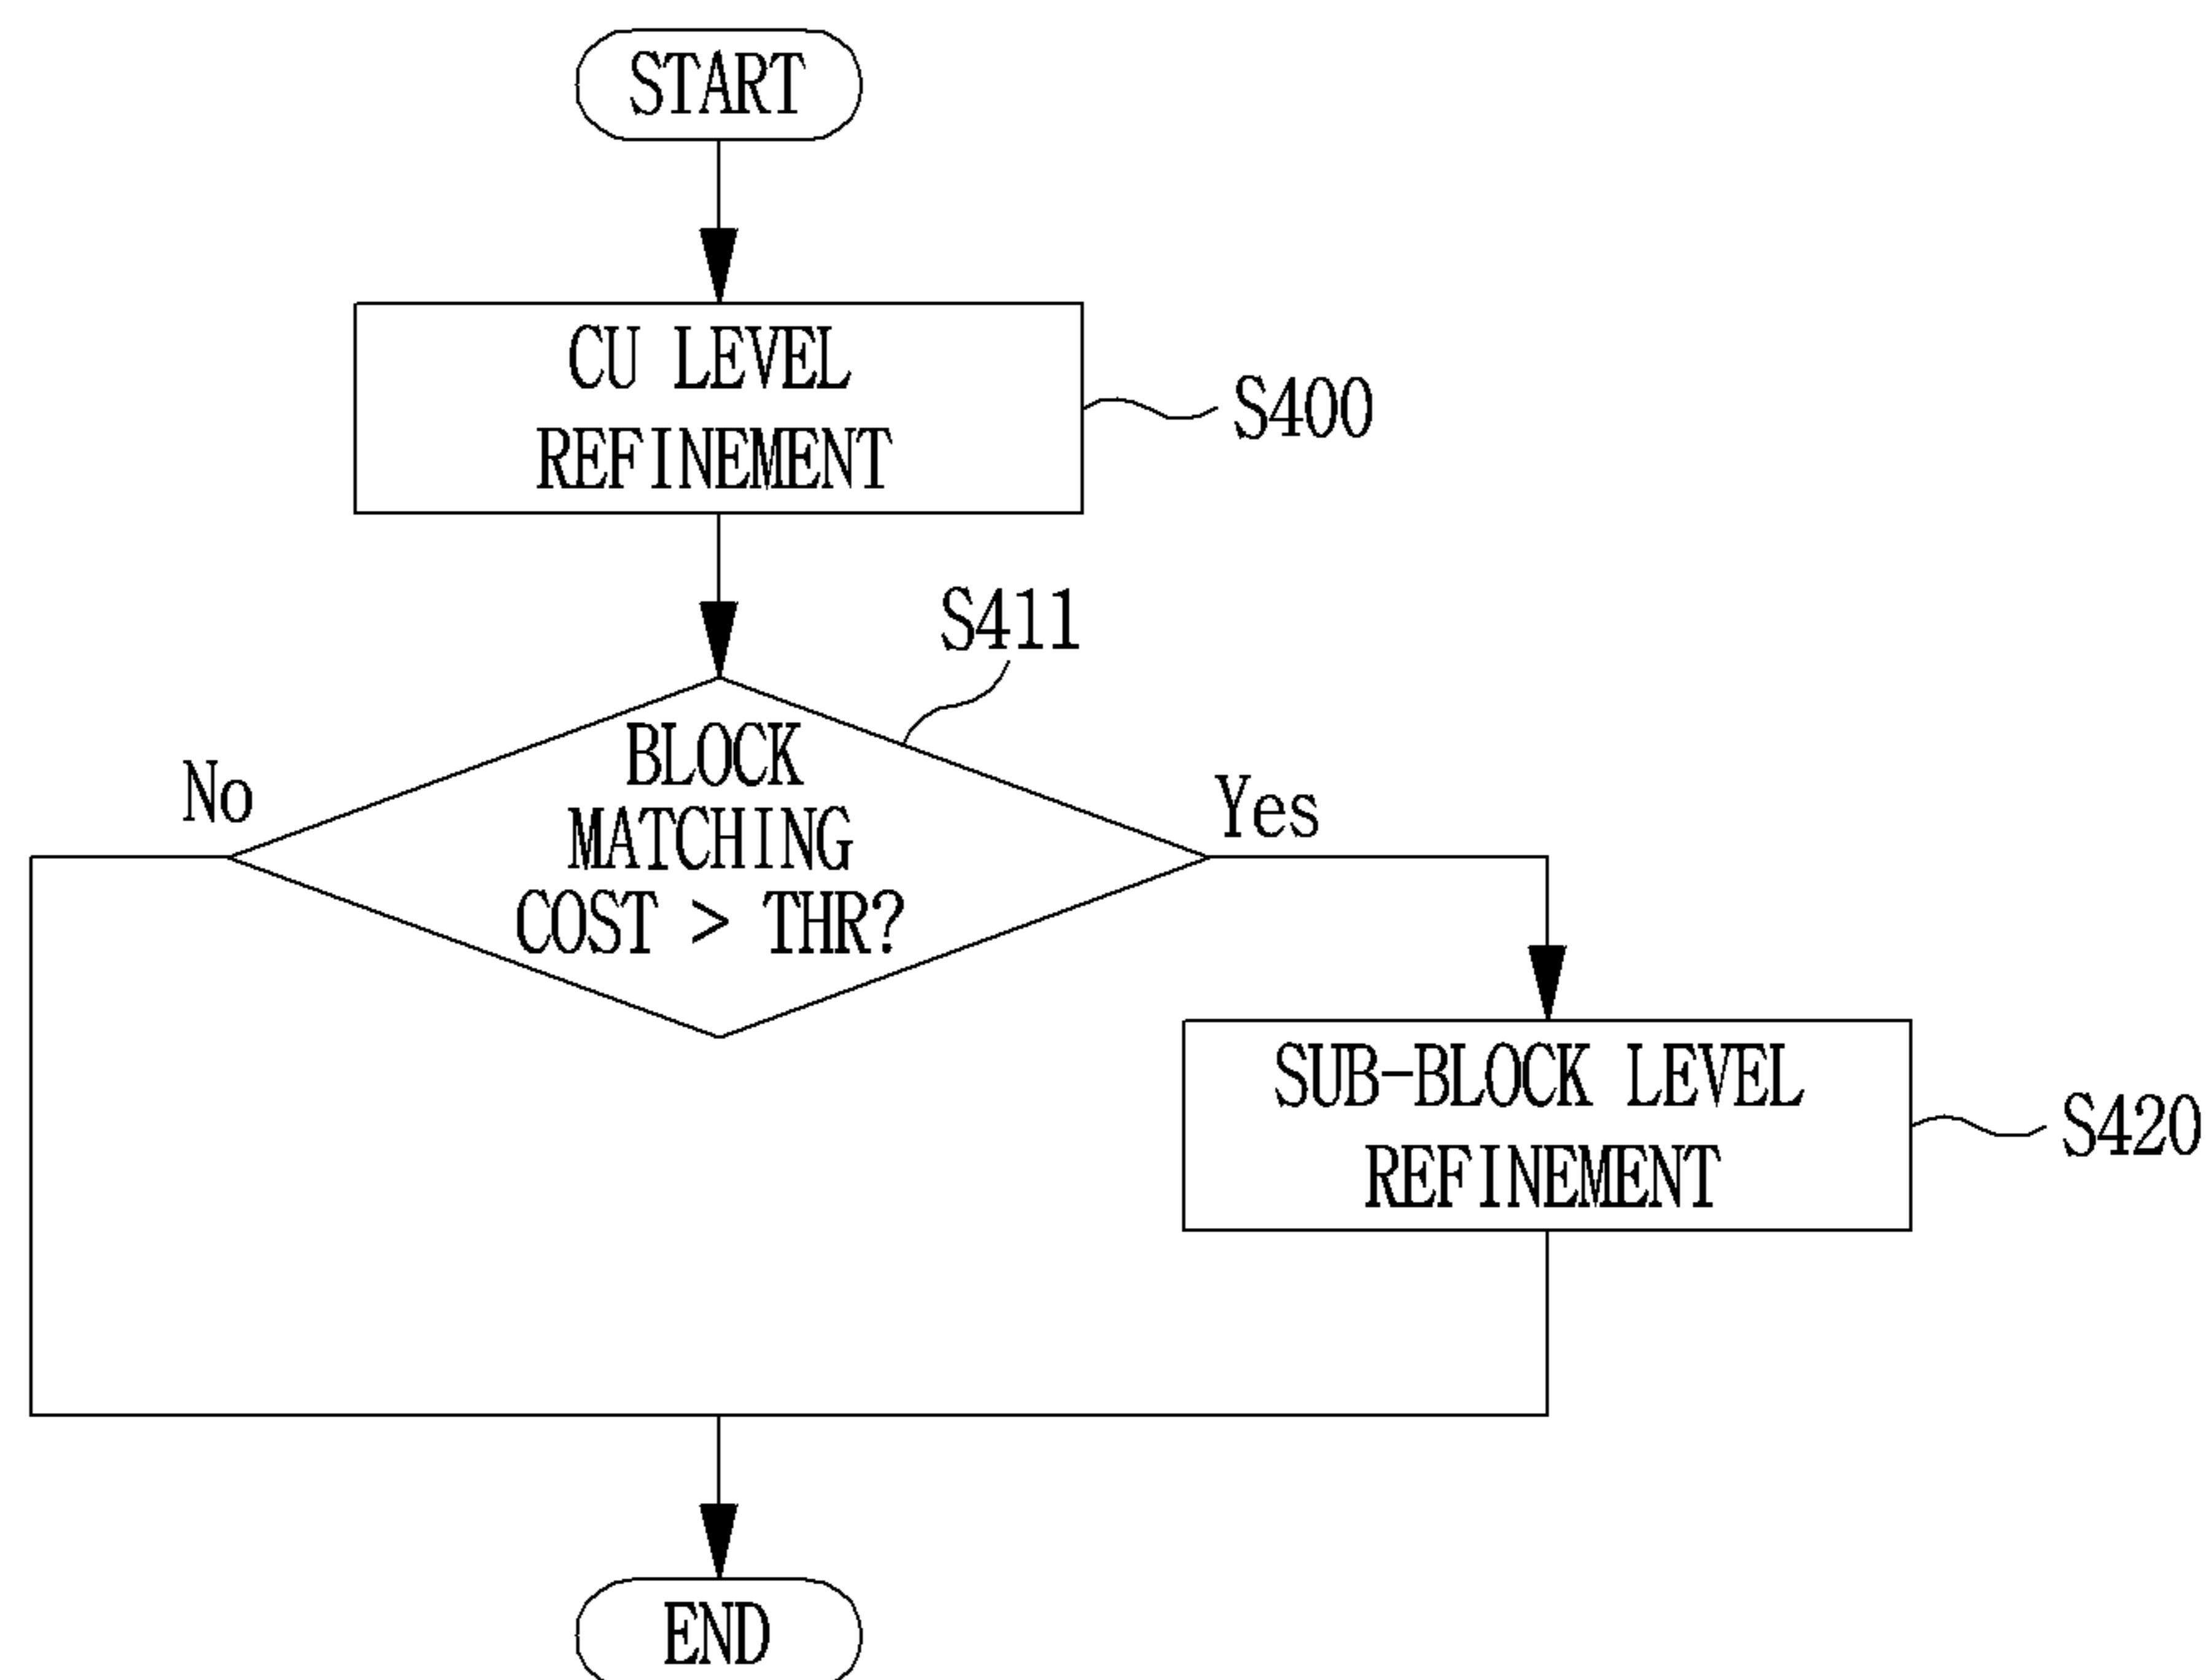 START
CU LEVEL
REFINEMENT
S400
S411
BLOCK
MATCHING
COST > THR?
No
Yes
SUB-BLOCK LEVEL
REFINEMENT
S420
END